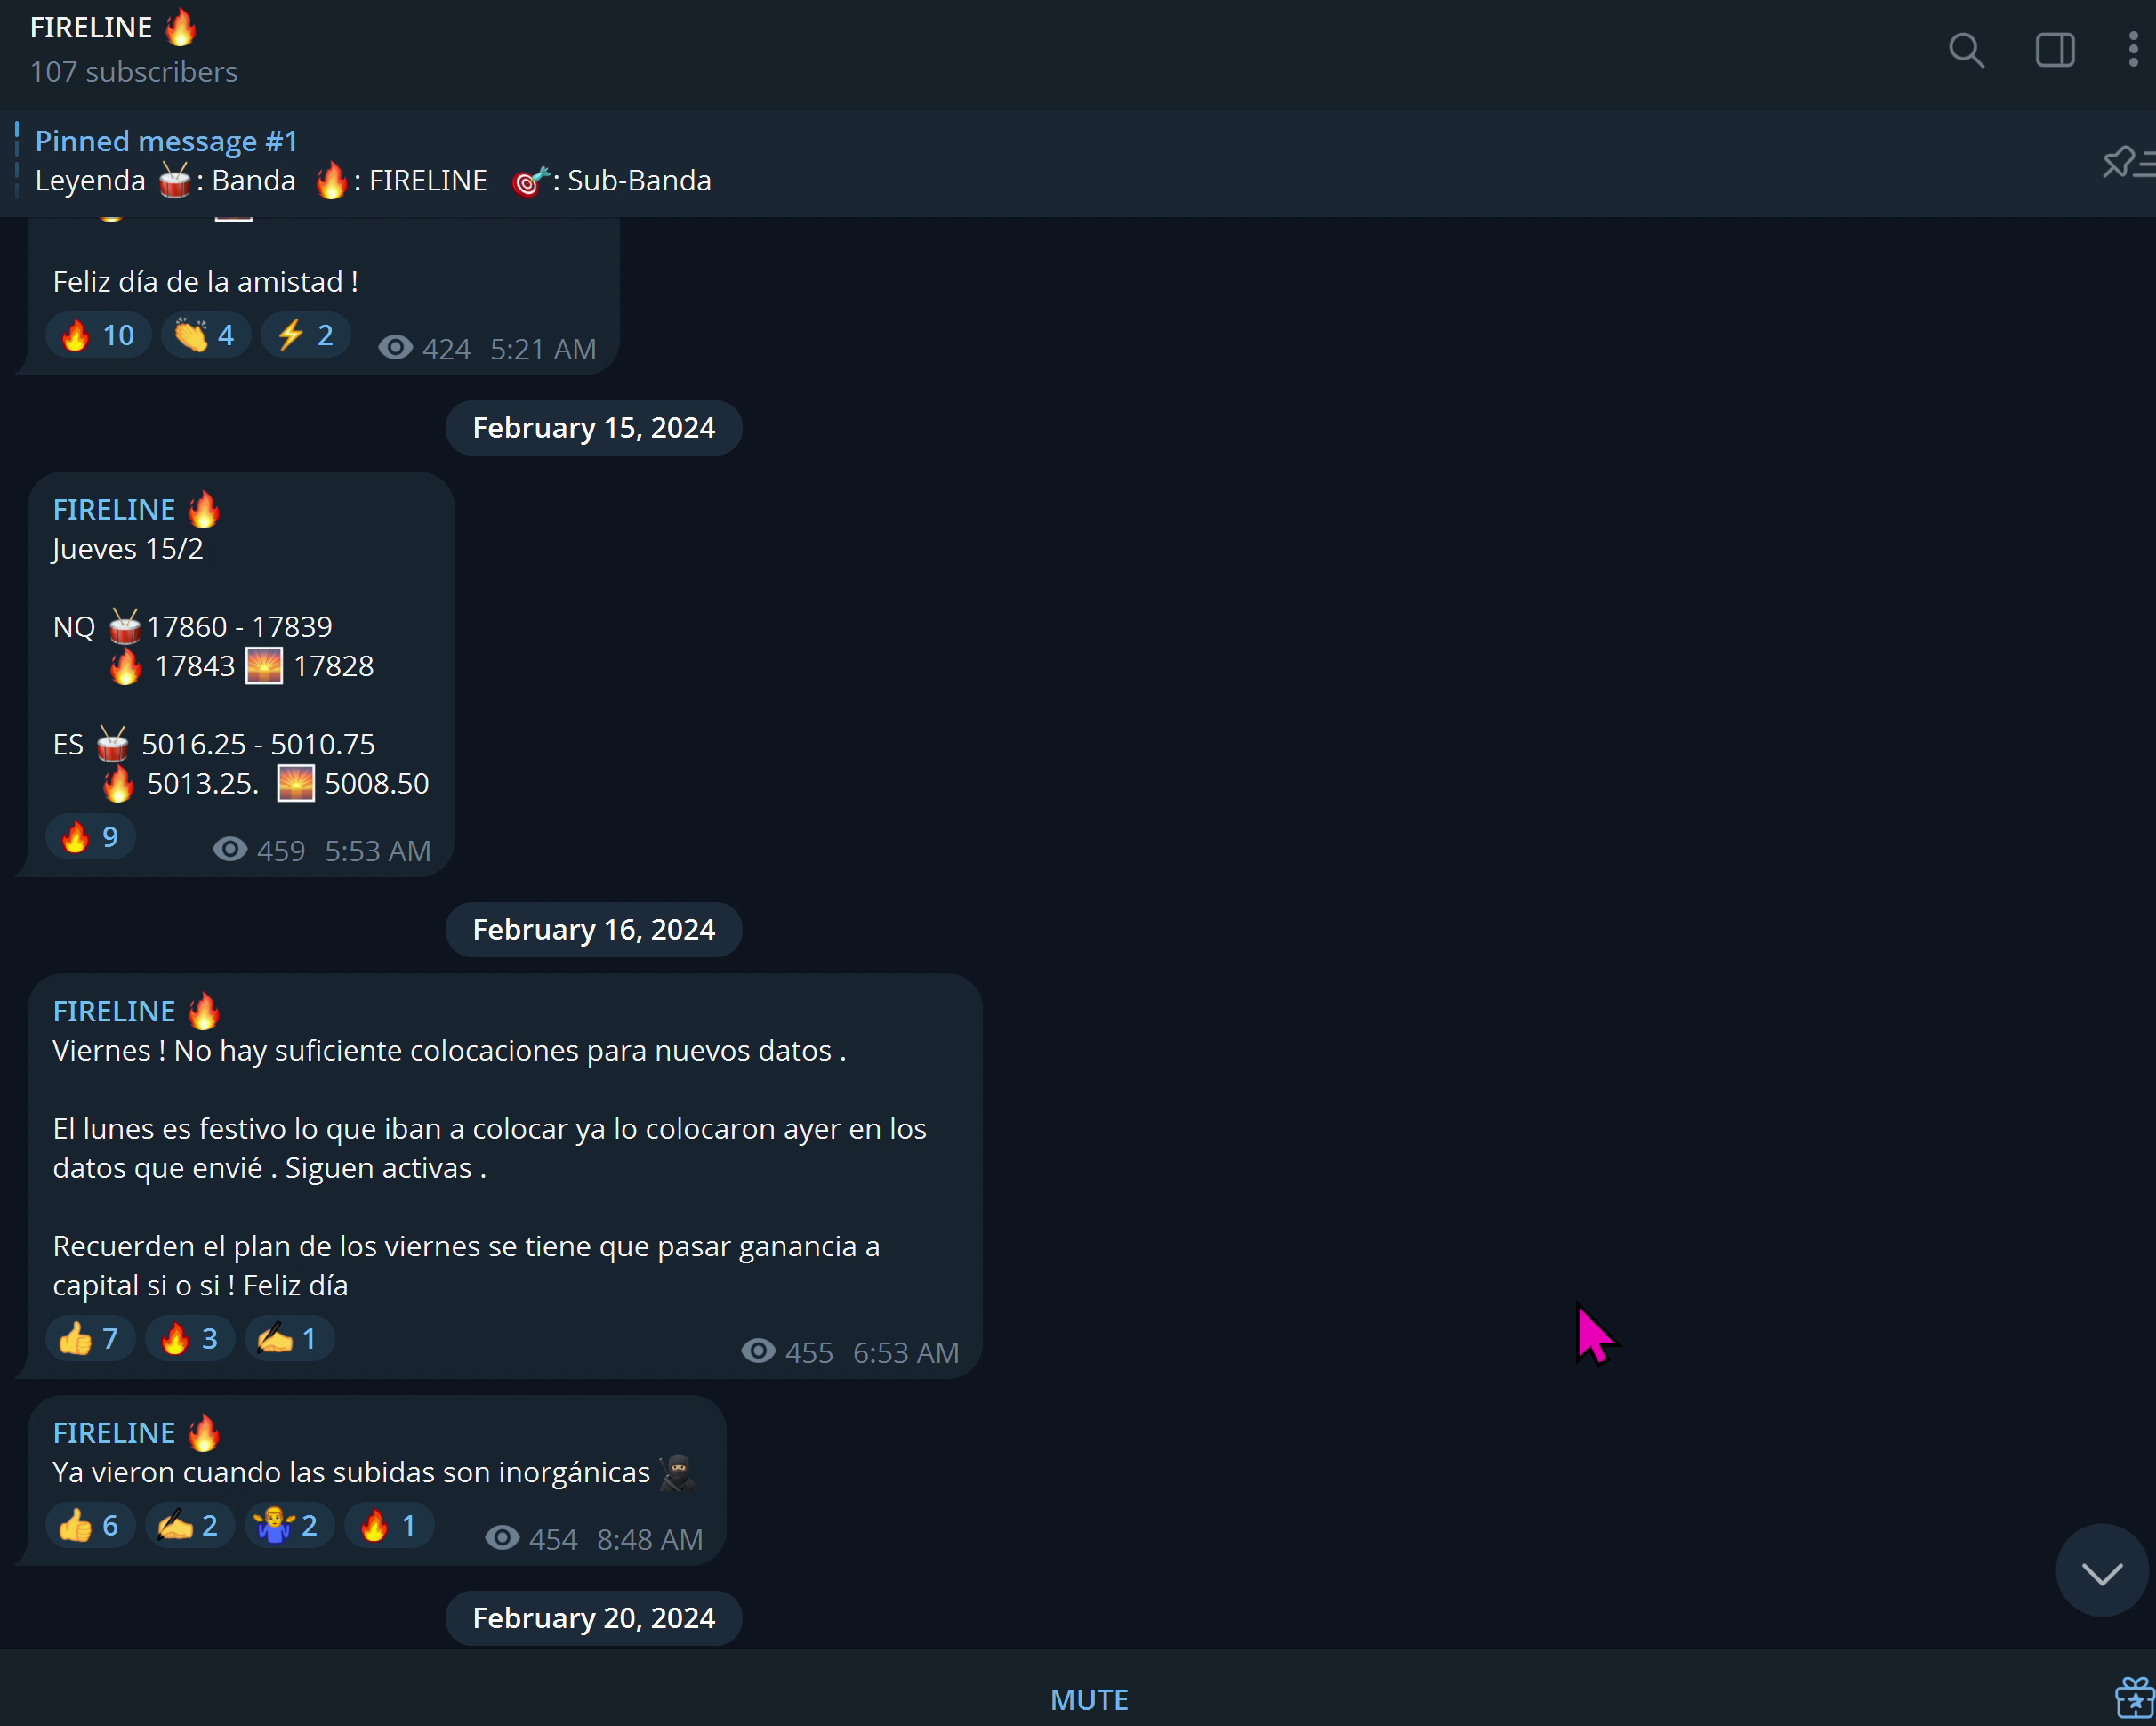 FIRELINE 🔥
107 subscribers
Pinned message #1
Leyenda 🥁: Banda 🔥: FIRELINE 🎯: Sub-Banda
Feliz día de la amistad !
🔥 10 👏 4 ⚡ 2 424 5:21 AM
February 15, 2024
FIRELINE 🔥
Jueves 15/2
NQ 🥁17860 - 17839
🔥 17843 🌅 17828
ES 🥁 5016.25 - 5010.75
🔥 5013.25. 🌅 5008.50
🔥 9 459 5:53 AM
February 16, 2024
FIRELINE 🔥
Viernes ! No hay suficiente colocaciones para nuevos datos .
El lunes es festivo lo que iban a colocar ya lo colocaron ayer en los
datos que envié . Siguen activas .
Recuerden el plan de los viernes se tiene que pasar ganancia a
capital si o si ! Feliz día
👍 7 🔥 3 ✍️ 1 455 6:53 AM
FIRELINE 🔥
Ya vieron cuando las subidas son inorgánicas 🥷
👍 6 ✍️ 2 🤷‍♂️ 2 🔥 1 454 8:48 AM
February 20, 2024
MUTE